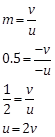 m = v/u
0.5 = -v/-u
1/2 = v/u
u = 2v